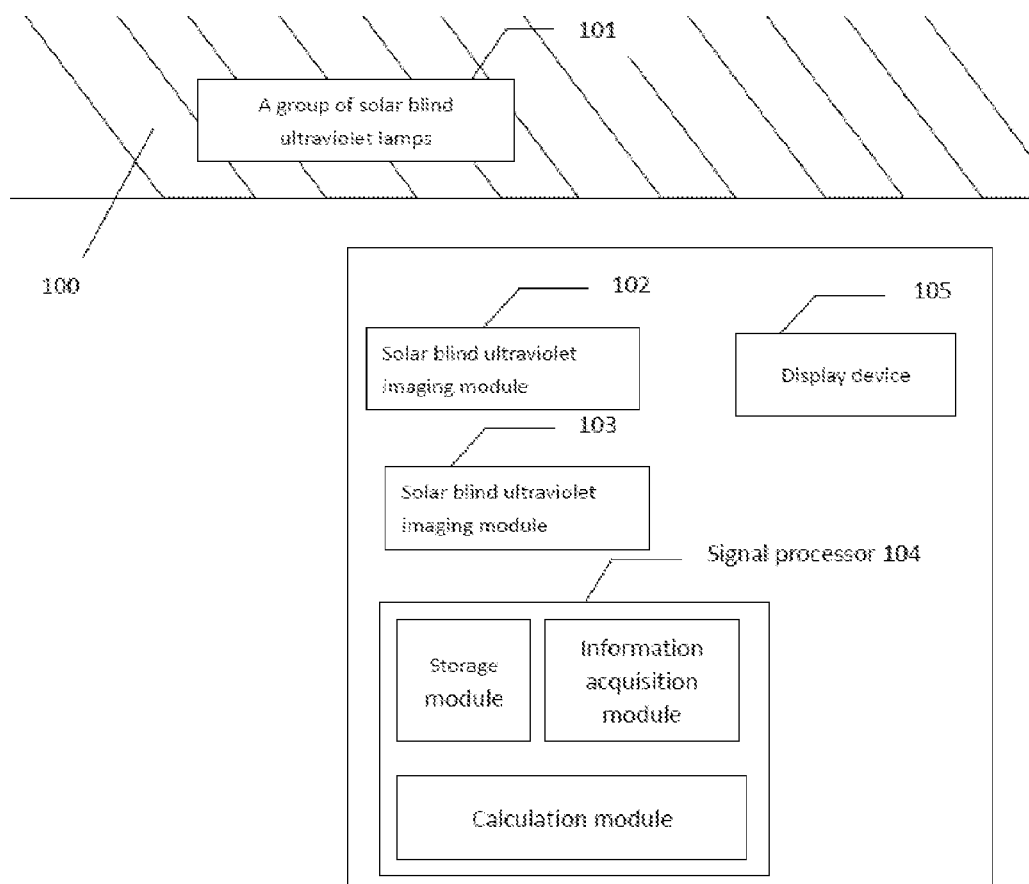 101
A group of solar blind
ultraviolet lamps
100
102
105
Solar blind ultraviolet
imaging module
Display device
103
Solar blind ultraviolet
imaging module
Signal processor 104
Storage
module
Information
acquisition
module
Calculation module